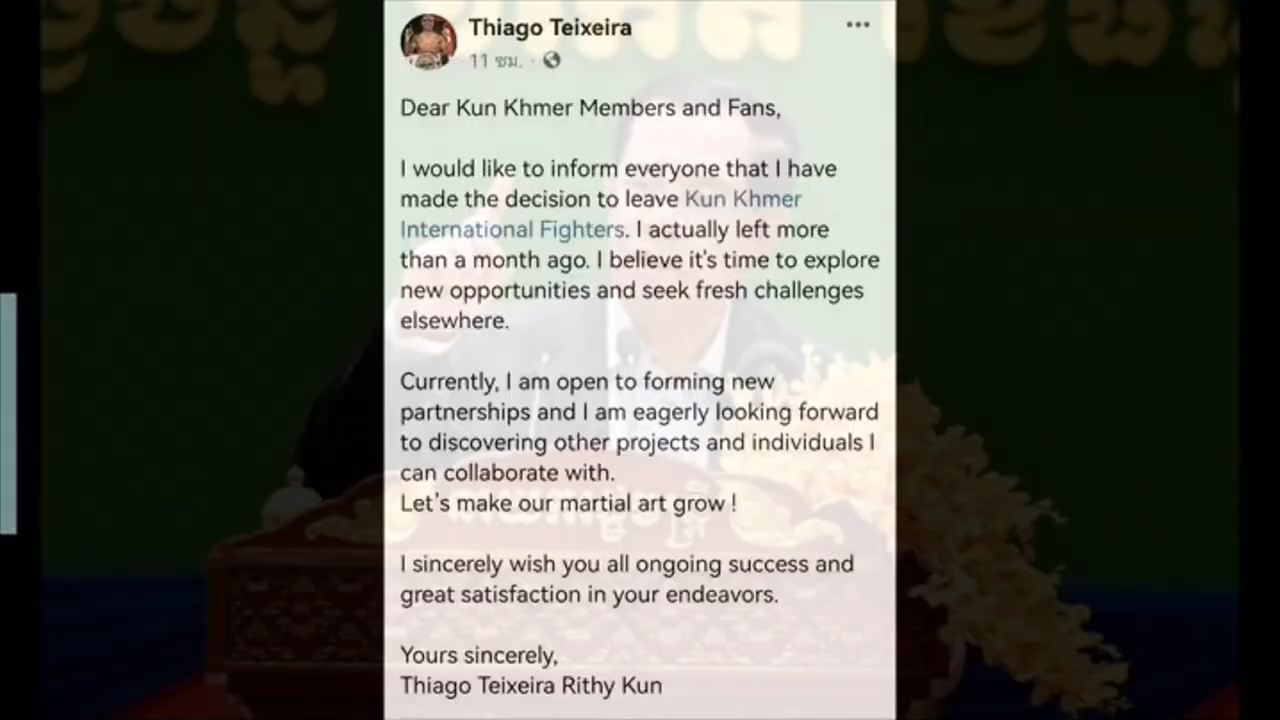 Thiago Teixeira
11 ชม. ·
Dear Kun Khmer Members and Fans,
I would like to inform everyone that I have
made the decision to leave Kun Khmer
International Fighters. I actually left more
than a month ago. I believe it's time to explore
new opportunities and seek fresh challenges
elsewhere.
Currently, I am open to forming new
partnerships and I am eagerly looking forward
to discovering other projects and individuals I
can collaborate with.
Let's make our martial art grow !
I sincerely wish you all ongoing success and
great satisfaction in your endeavors.
Yours sincerely,
Thiago Teixeira Rithy Kun